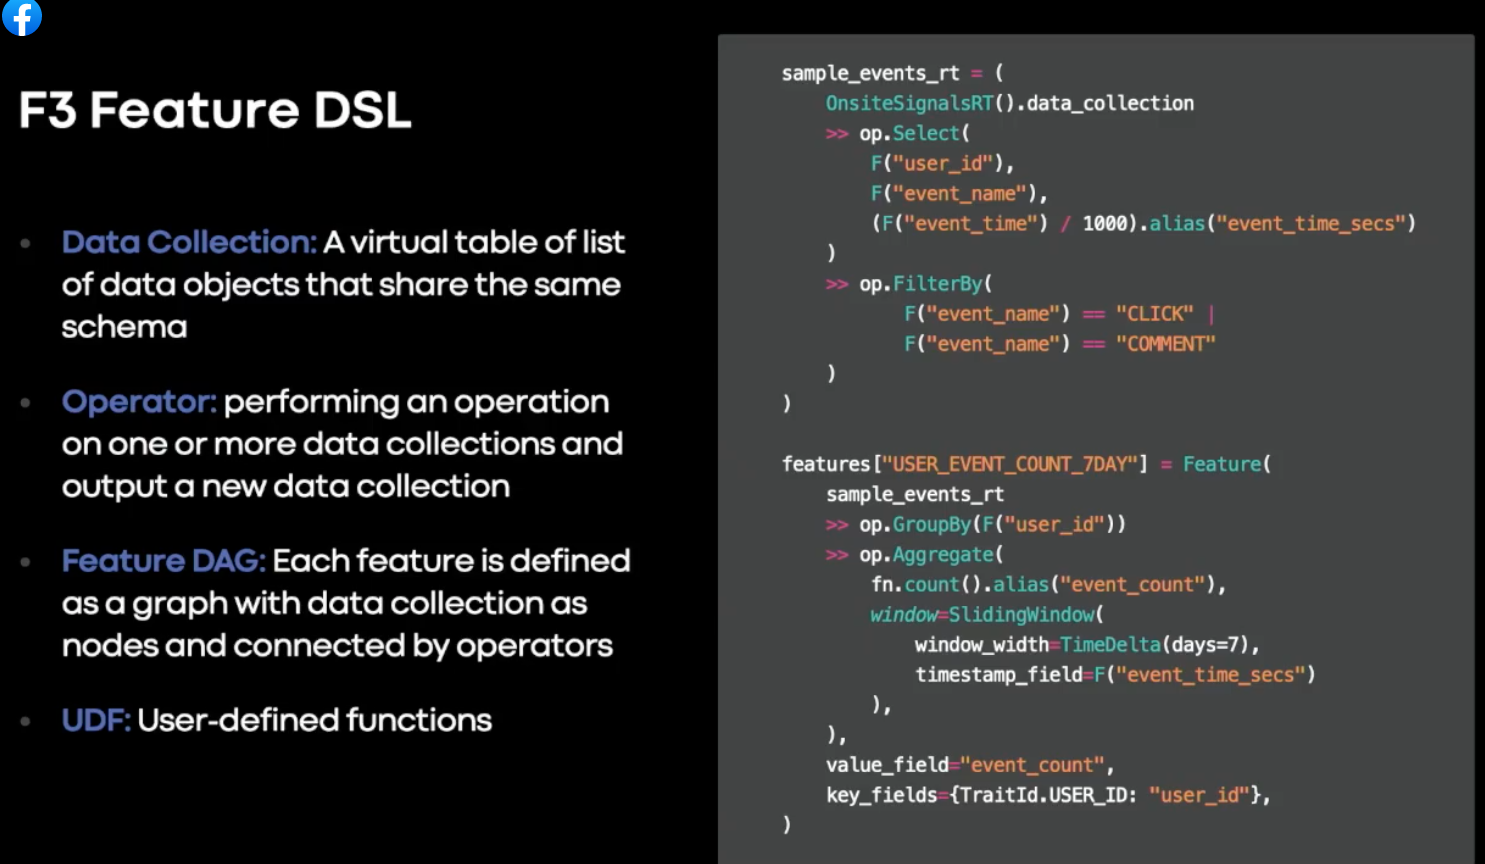 F3 Feature DSL
Data Collection: A virtual table of list
of data objects that share the same
schema
Operator: performing an operation
on one or more data collections and
output a new data collection
Feature DAG: Each feature is defined
as a graph with data collection as
nodes and connected by operators
UDF: User-defined functions
sample_events_rt = (
    OnsiteSignalsRT().data_collection
    >> op.Select(
        F("user_id"),
        F("event_name"),
        (F("event_time") / 1000).alias("event_time_secs")
    )
    >> op.FilterBy(
           F("event_name") == "CLICK" |
           F("event_name") == "COMMENT"
    )
)
features["USER_EVENT_COUNT_7DAY"] = Feature(
    sample_events_rt
    >> op.GroupBy(F("user_id"))
    >> op.Aggregate(
        fn.count().alias("event_count"),
        window=SlidingWindow(
            window_width=TimeDelta(days=7),
            timestamp_field=F("event_time_secs")
        ),
    ),
    value_field="event_count",
    key_fields={TraitId.USER_ID: "user_id"},
)